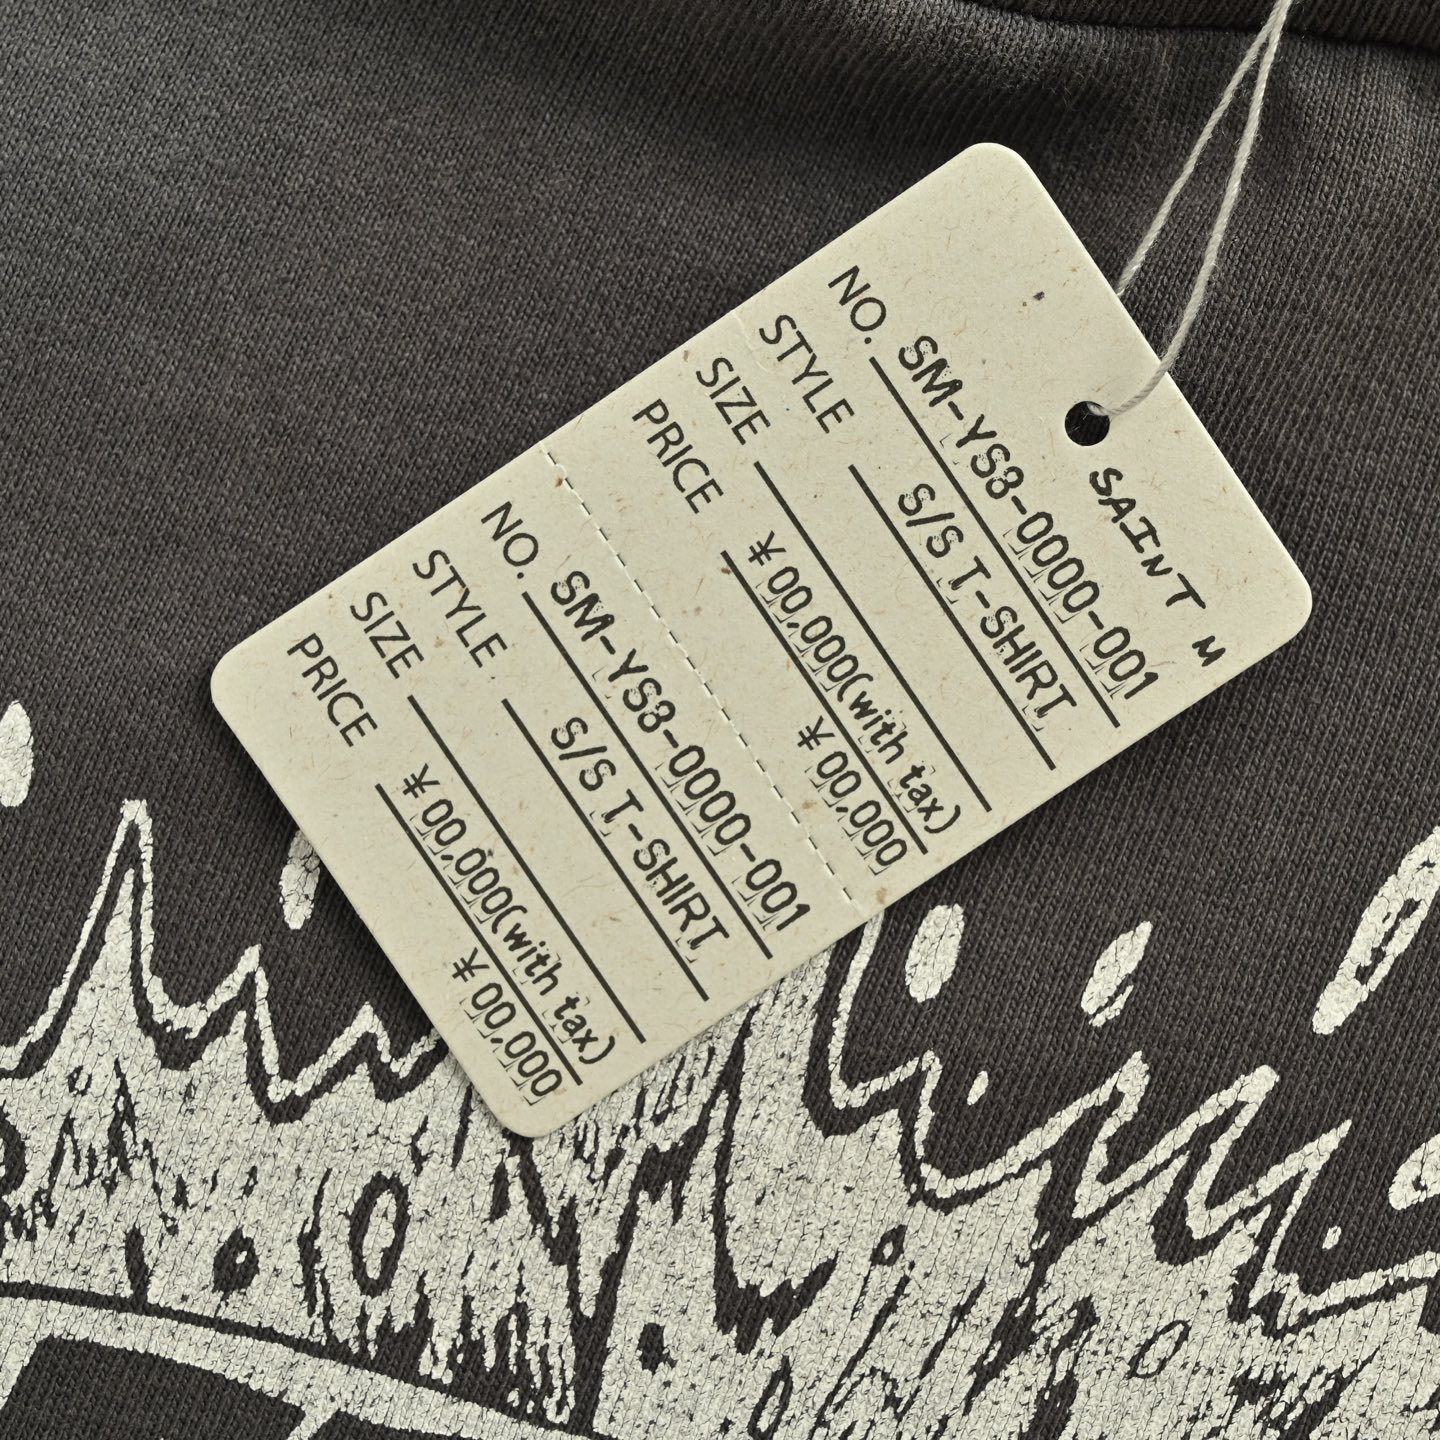 SAINT M
NO. SM-YS8-0000-001
STYLE S/S T-SHIRT
SIZE
PRICE ¥00,000(with tax)
¥00,000
NO. SM-YS8-0000-001
STYLE S/S T-SHIRT
SIZE
PRICE ¥00,000(with tax)
¥00,000